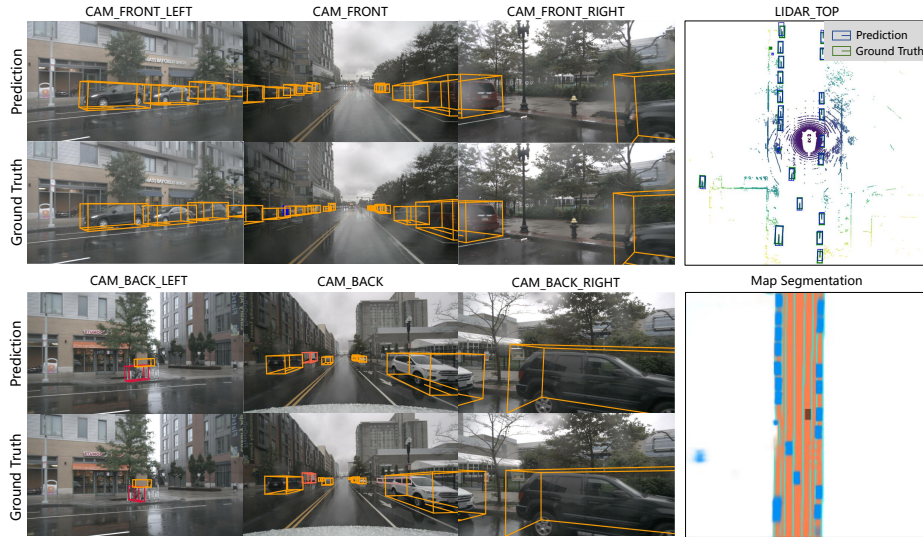 CAM_FRONT_LEFT
CAM_FRONT
CAM_FRONT_RIGHT
LIDAR_TOP
Prediction
Ground Truth
Prediction
Ground Truth
CAM_BACK_LEFT
CAM_BACK
CAM_BACK_RIGHT
Map Segmentation
Prediction
Ground Truth